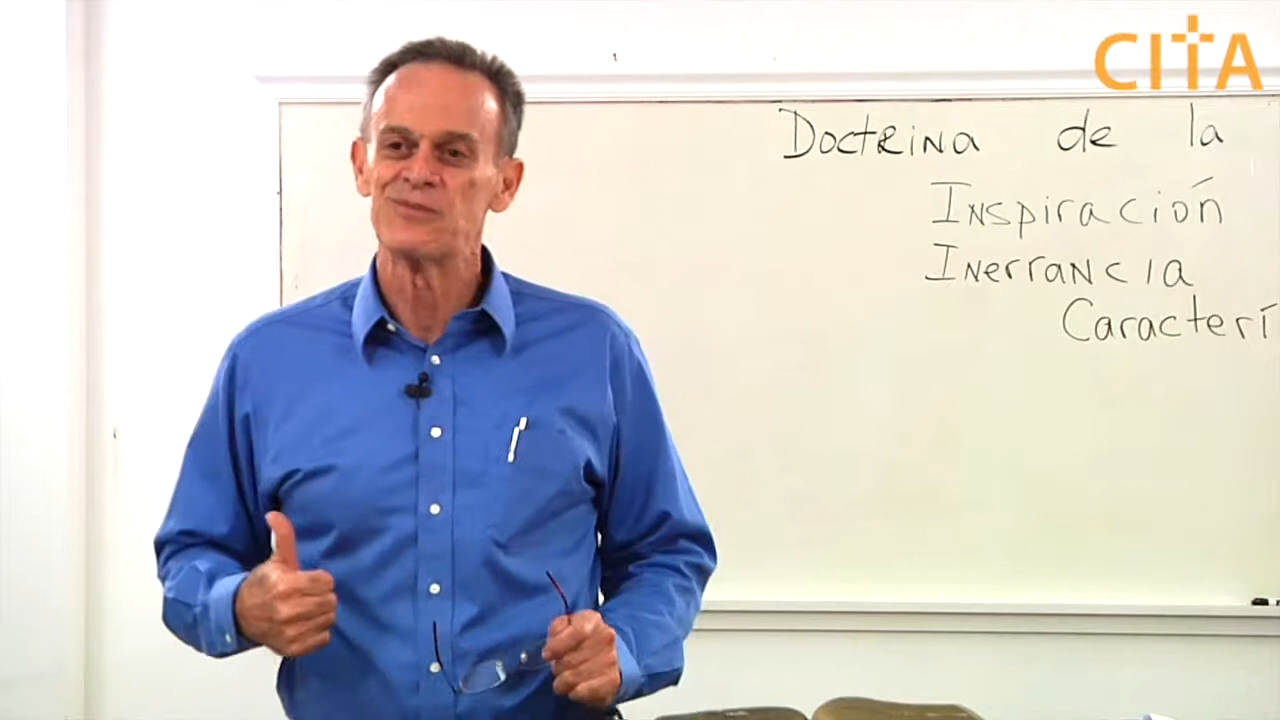 CITA
Doctrina de la
Inspiración
Inerrancia
Caracterí